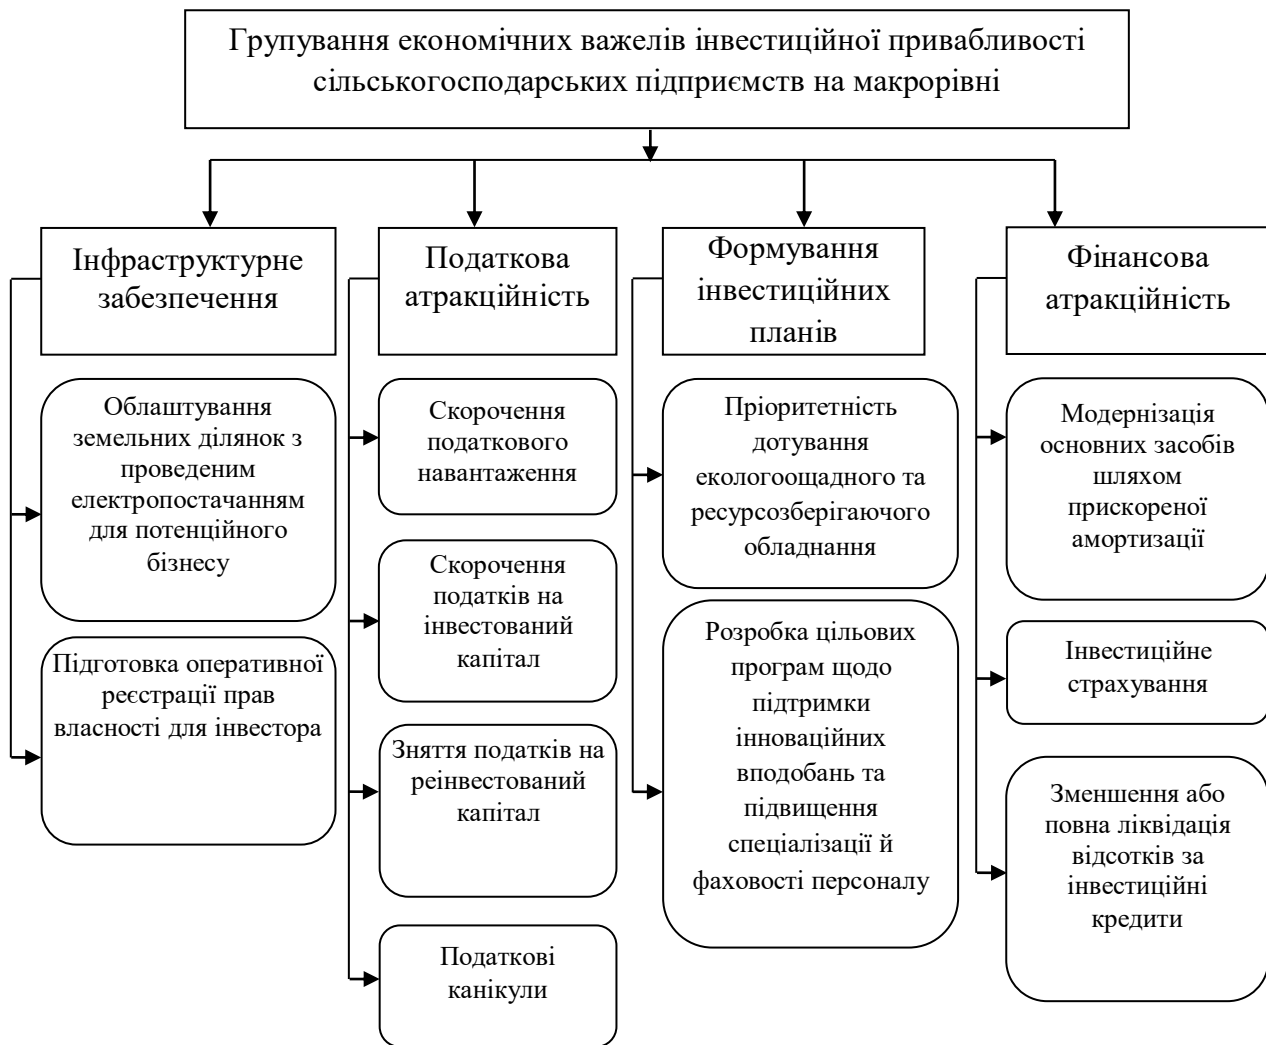 Групування економічних важелів інвестиційної привабливості
сільськогосподарських підприємств на макрорівні
Інфраструктурне
забезпечення
Податкова
атракційність
Формування
інвестиційних
планів
Фінансова
атракційність
Облаштування
земельних ділянок з
проведеним
електропостачанням
для потенційного
бізнесу
Підготовка оперативної
реєстрації прав
власності для інвестора
Скорочення
податкового
навантаження
Скорочення
податків на
інвестований
капітал
Зняття податків на
реінвестований
капітал
Податкові
канікули
Пріоритетність
дотування
екологоощадного та
ресурсозберігаючого
обладнання
Розробка цільових
програм щодо
підтримки
інноваційних
вподобань та
підвищення
спеціалізації й
фаховості персоналу
Модернізація
основних засобів
шляхом
прискореної
амортизації
Інвестиційне
страхування
Зменшення або
повна ліквідація
відсотків за
інвестиційні
кредити